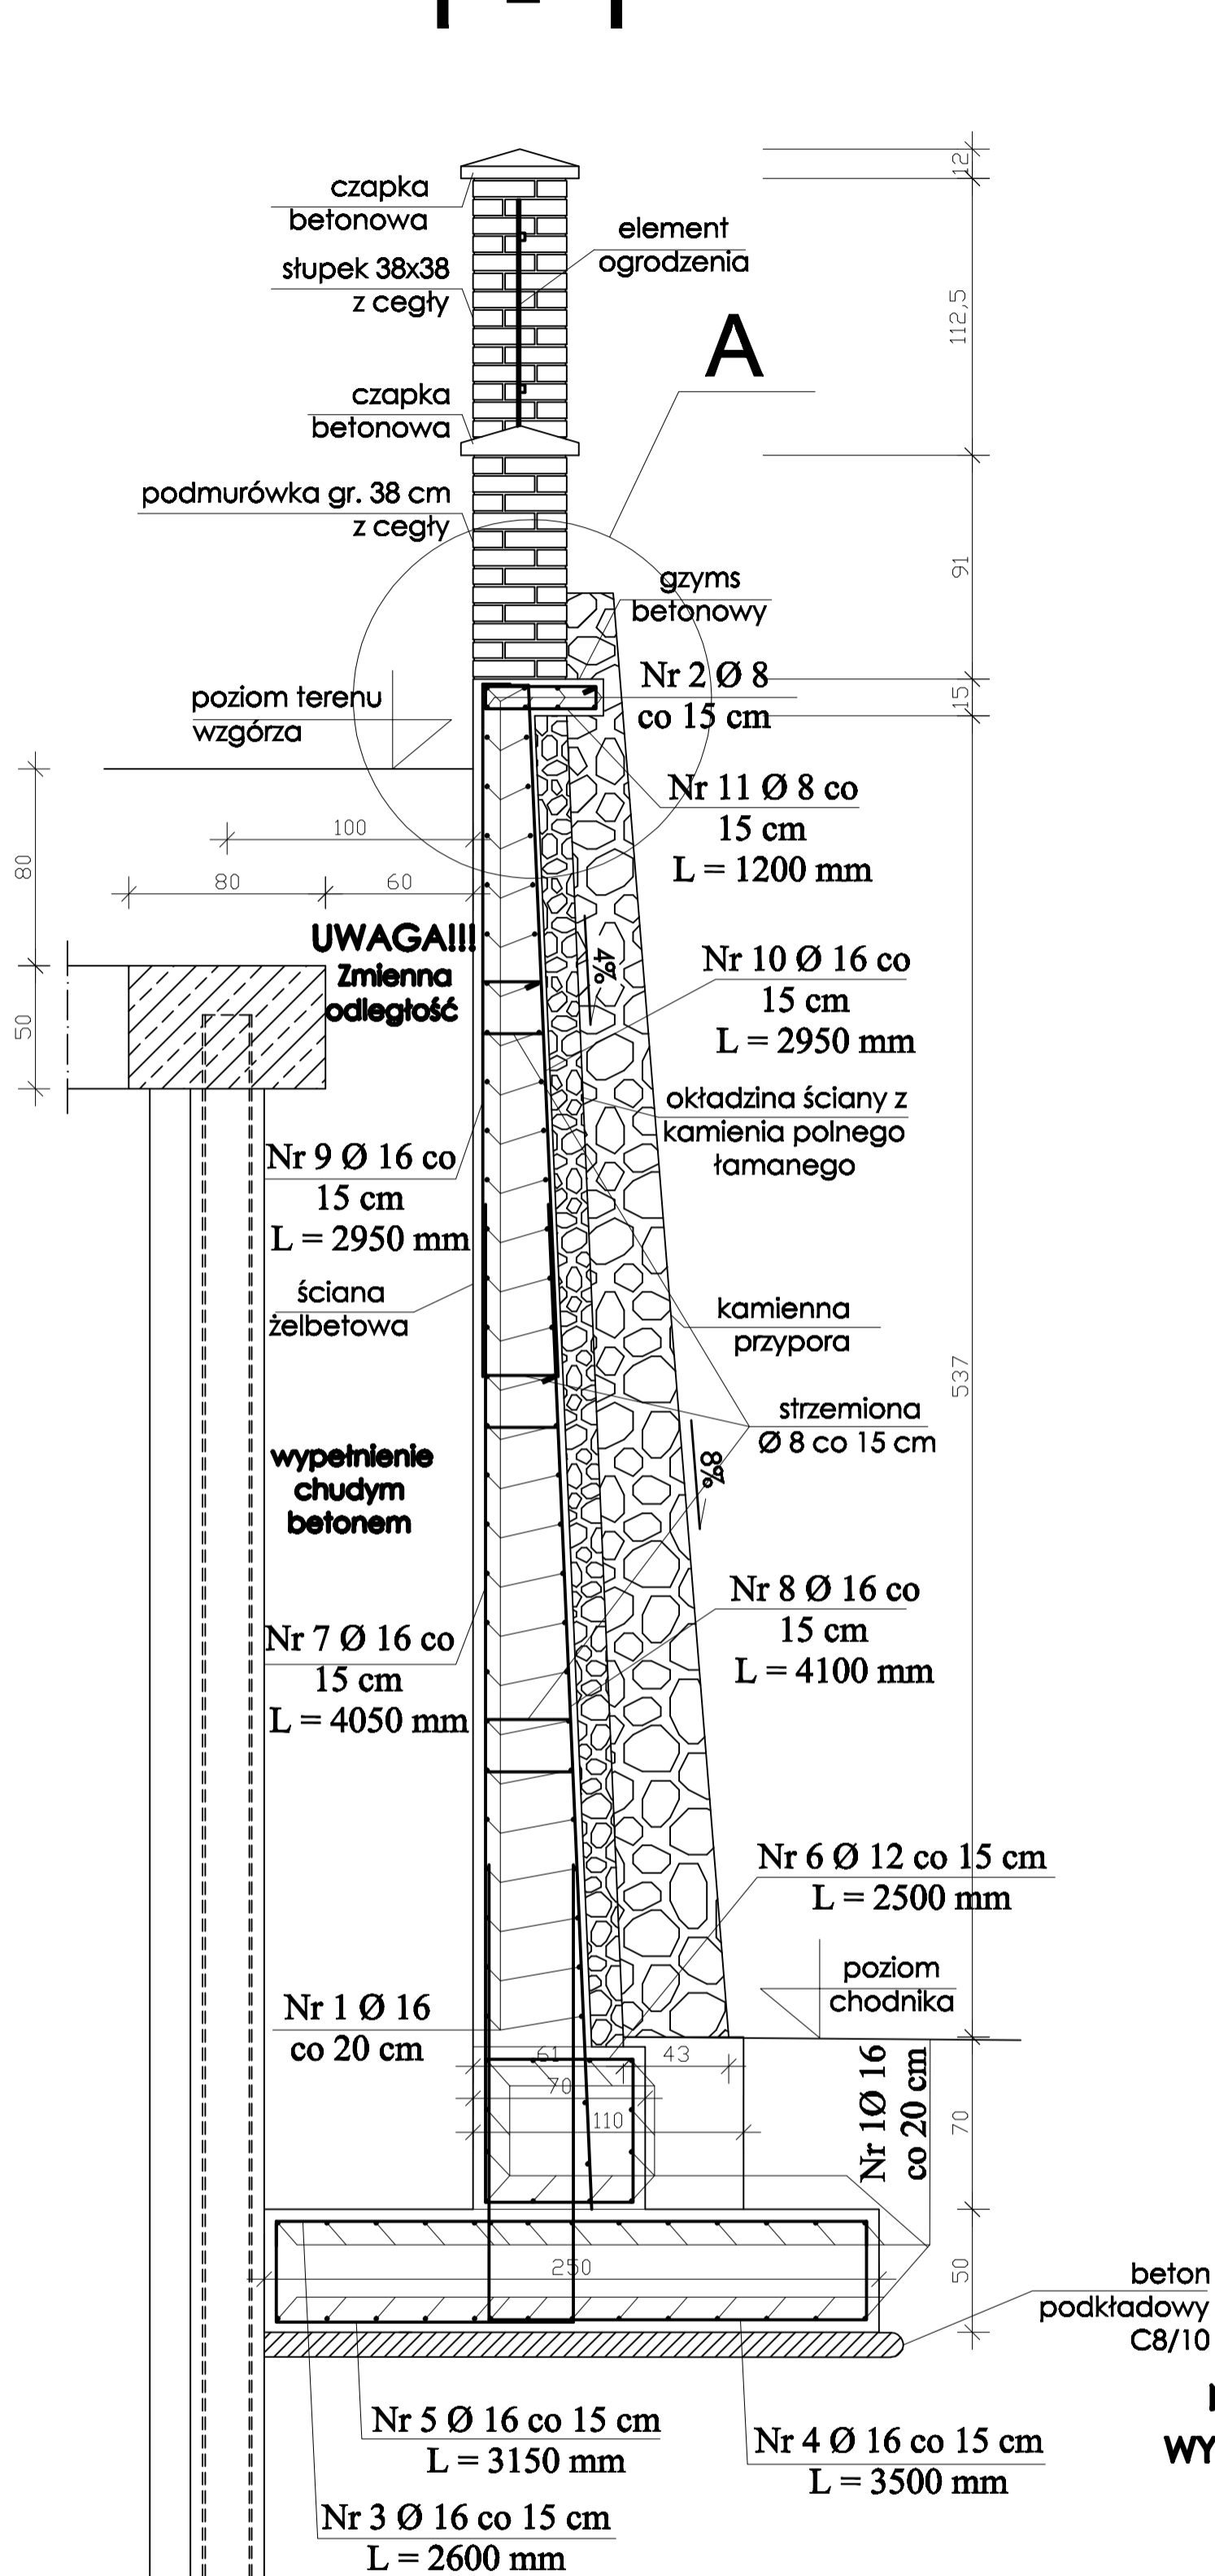 12
czapka
betonowa
element
ogrodzenia
słupek 38x38
z cegły
112,5
A
czapka
betonowa
podmurówka gr. 38 cm
z cegły
91
gzyms
betonowy
Nr 2 Ø 8
co 15 cm
15
poziom terenu
wzgórza
Nr 11 Ø 8 co
15 cm
L = 1200 mm
100
80
80
60
UWAGA!!!
Zmienna
odległość
4%
Nr 10 Ø 16 co
15 cm
L = 2950 mm
50
okładzina ściany z
kamienia polnego
łamanego
Nr 9 Ø 16 co
15 cm
L = 2950 mm
ściana
żelbetowa
kamienna
przypora
537
strzemiona
Ø 8 co 15 cm
8%
wypełnienie
chudym
betonem
Nr 8 Ø 16 co
15 cm
L = 4100 mm
Nr 7 Ø 16 co
15 cm
L = 4050 mm
Nr 6 Ø 12 co 15 cm
L = 2500 mm
poziom
chodnika
Nr 1 Ø 16
co 20 cm
61
43
70
110
Nr 1Ø 16
co 20 cm
70
250
50
beton
podkładowy
C8/10
WY
Nr 5 Ø 16 co 15 cm
L = 3150 mm
Nr 4 Ø 16 co 15 cm
L = 3500 mm
Nr 3 Ø 16 co 15 cm
L = 2600 mm